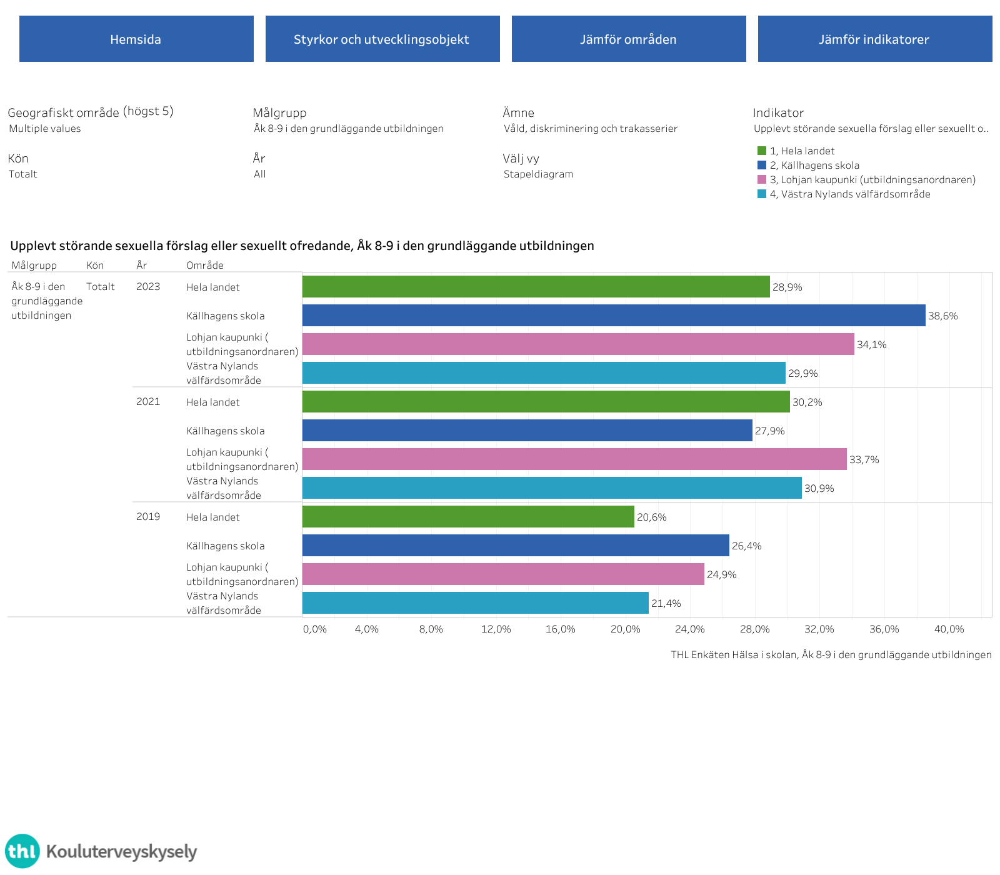 Hemsida
Styrkor och utvecklingsobjekt
Jämför områden
Jämför indikatorer
Geografiskt område (högst 5)
Multiple values
Målgrupp
Åk 8-9 i den grundläggande utbildningen
Ämne
Våld, diskriminering och trakasserier
Indikator
Upplevt störande sexuella förslag eller sexuellt o..
Kön
Totalt
År
All
Välj vy
Stapeldiagram
1, Hela landet
2, Källhagens skola
3, Lohjan kaupunki (utbildningsanordnaren)
4, Västra Nylands välfärdsområde
Upplevt störande sexuella förslag eller sexuellt ofredande, Åk 8-9 i den grundläggande utbildningen
Målgrupp Kön År Område
Åk 8-9 i den
grundläggande
utbildningen
Totalt
2023
Hela landet
28,9%
Källhagens skola
38,6%
Lohjan kaupunki (
utbildningsanordnaren)
34,1%
Västra Nylands
välfärdsområde
29,9%
2021
Hela landet
30,2%
Källhagens skola
27,9%
Lohjan kaupunki (
utbildningsanordnaren)
33,7%
Västra Nylands
välfärdsområde
30,9%
2019
Hela landet
20,6%
Källhagens skola
26,4%
Lohjan kaupunki (
utbildningsanordnaren)
24,9%
Västra Nylands
välfärdsområde
21,4%
0,0% 4,0% 8,0% 12,0% 16,0% 20,0% 24,0% 28,0% 32,0% 36,0% 40,0%
THL Enkäten Hälsa i skolan, Åk 8-9 i den grundläggande utbildningen
thl Kouluterveyskysely